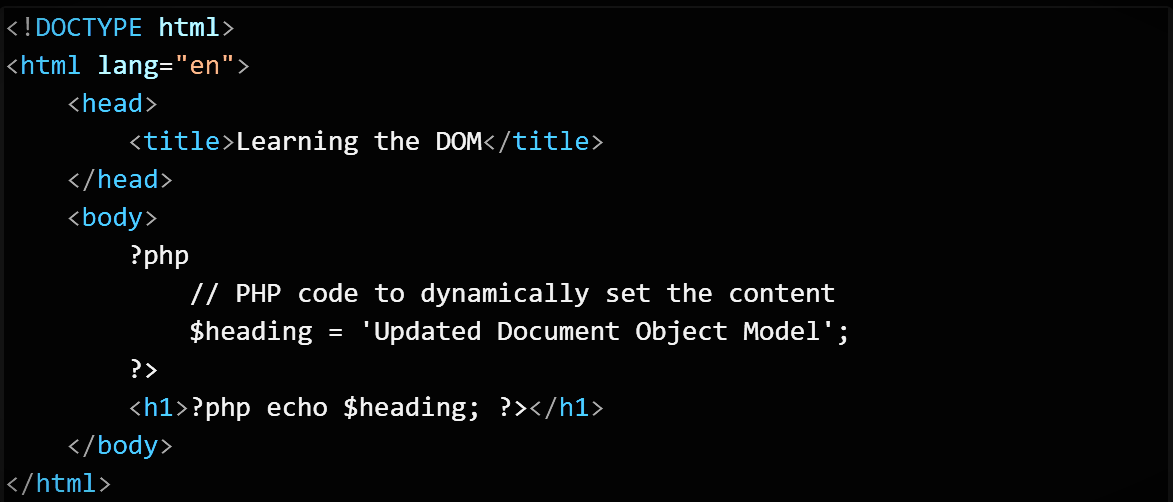 <!DOCTYPE html>
<html lang="en">
    <head>
        <title>Learning the DOM</title>
    </head>
    <body>
        ?php
            // PHP code to dynamically set the content
            $heading = 'Updated Document Object Model';
        ?>
        <h1>?php echo $heading; ?></h1>
    </body>
</html>